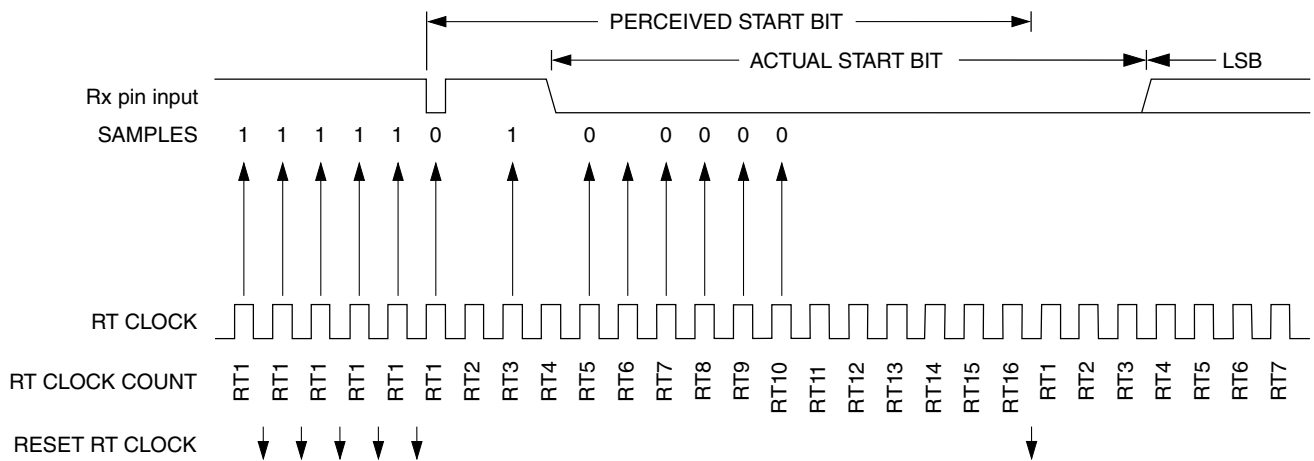 PERCEIVED START BIT
ACTUAL START BIT LSB
Rx pin input
SAMPLES 1 1 1 1 1 0 1 0 0 0 0 0
RT CLOCK
RT CLOCK COUNT RT1 RT1 RT1 RT1 RT1 RT1 RT2 RT3 RT4 RT5 RT6 RT7 RT8 RT9 RT10 RT11 RT12 RT13 RT14 RT15 RT16 RT1 RT2 RT3 RT4 RT5 RT6 RT7
RESET RT CLOCK